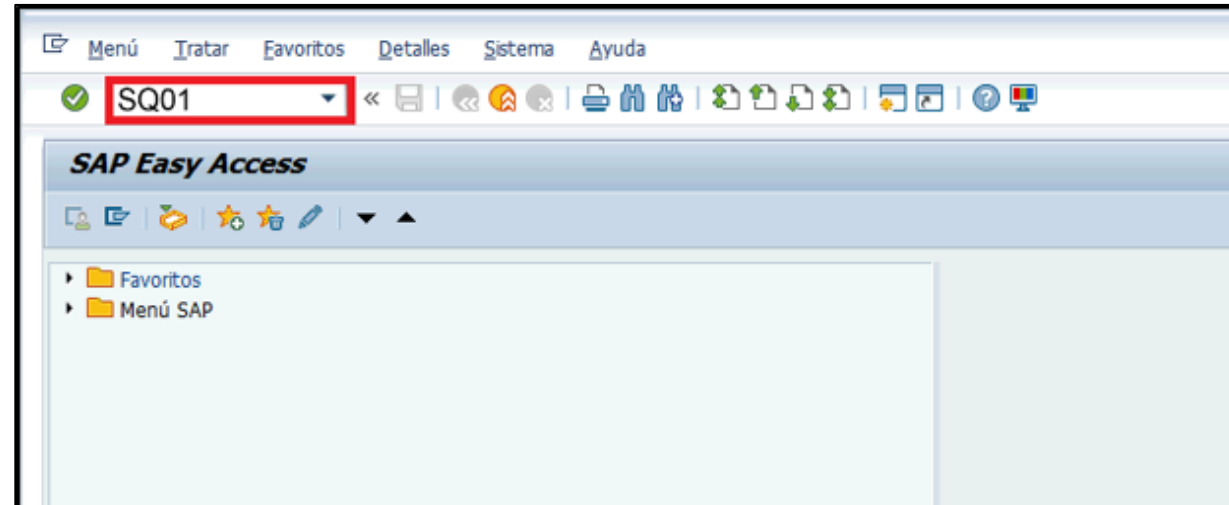 Menú Tratar Favoritos Detalles Sistema Ayuda
SQ01
SAP Easy Access
Favoritos
Menú SAP